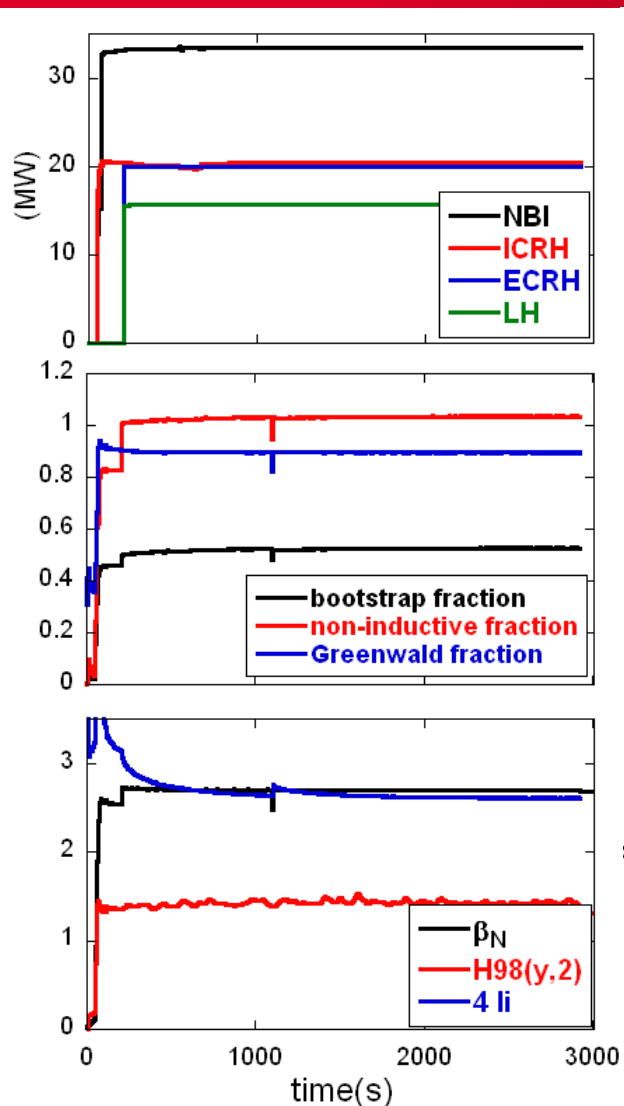 30
20
10
0
(MW)
NBI
ICRH
ECRH
LH
1.2
1
0.8
0.6
0.4
0.2
0
bootstrap fraction
non-inductive fraction
Greenwald fraction
3
2
1
0
βN
H98(y,2)
4 li
0 1000 2000 3000
time(s)